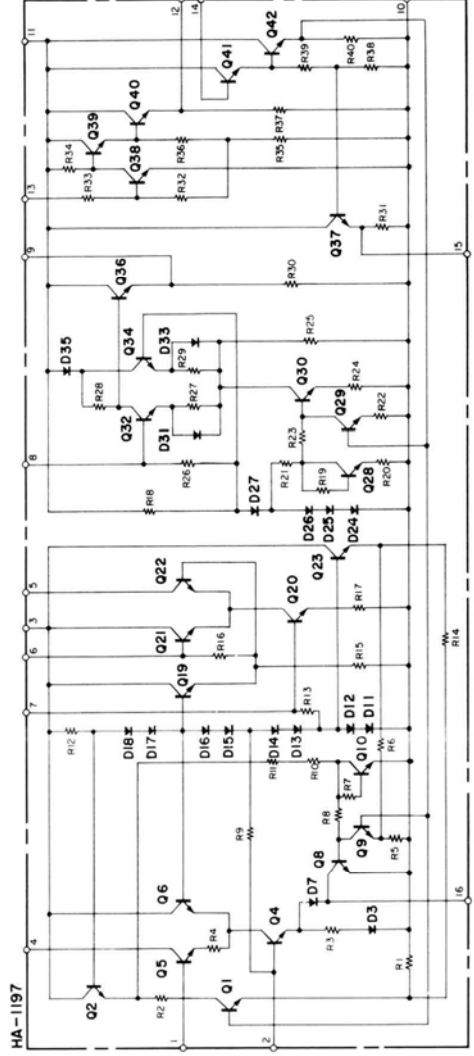 HA-1197
4
7
6
3
5
8
9
13
11
12
14
10
Q2
R12
D18
D17
Q19
Q21
Q22
R18
D35
R28
Q36
R34
R33
Q39
Q40
Q41
Q42
Q5
Q6
R2
R4
D16
D15
R16
Q32
Q34
D31
R27
R29
D33
R26
Q38
R32
R36
R39
R40
1
Q1
Q4
R9
R11
D14
D13
R13
Q20
D27
R30
R35
R37
R38
Q37
R31
2
D7
Q8
R8
R7
R10
Q10
D12
D11
Q23
R15
R17
D26
D25
D24
R21
R19
Q28
R20
R23
Q30
Q29
R22
R24
R25
R3
D3
Q9
R5
R6
R1
R14
16
15